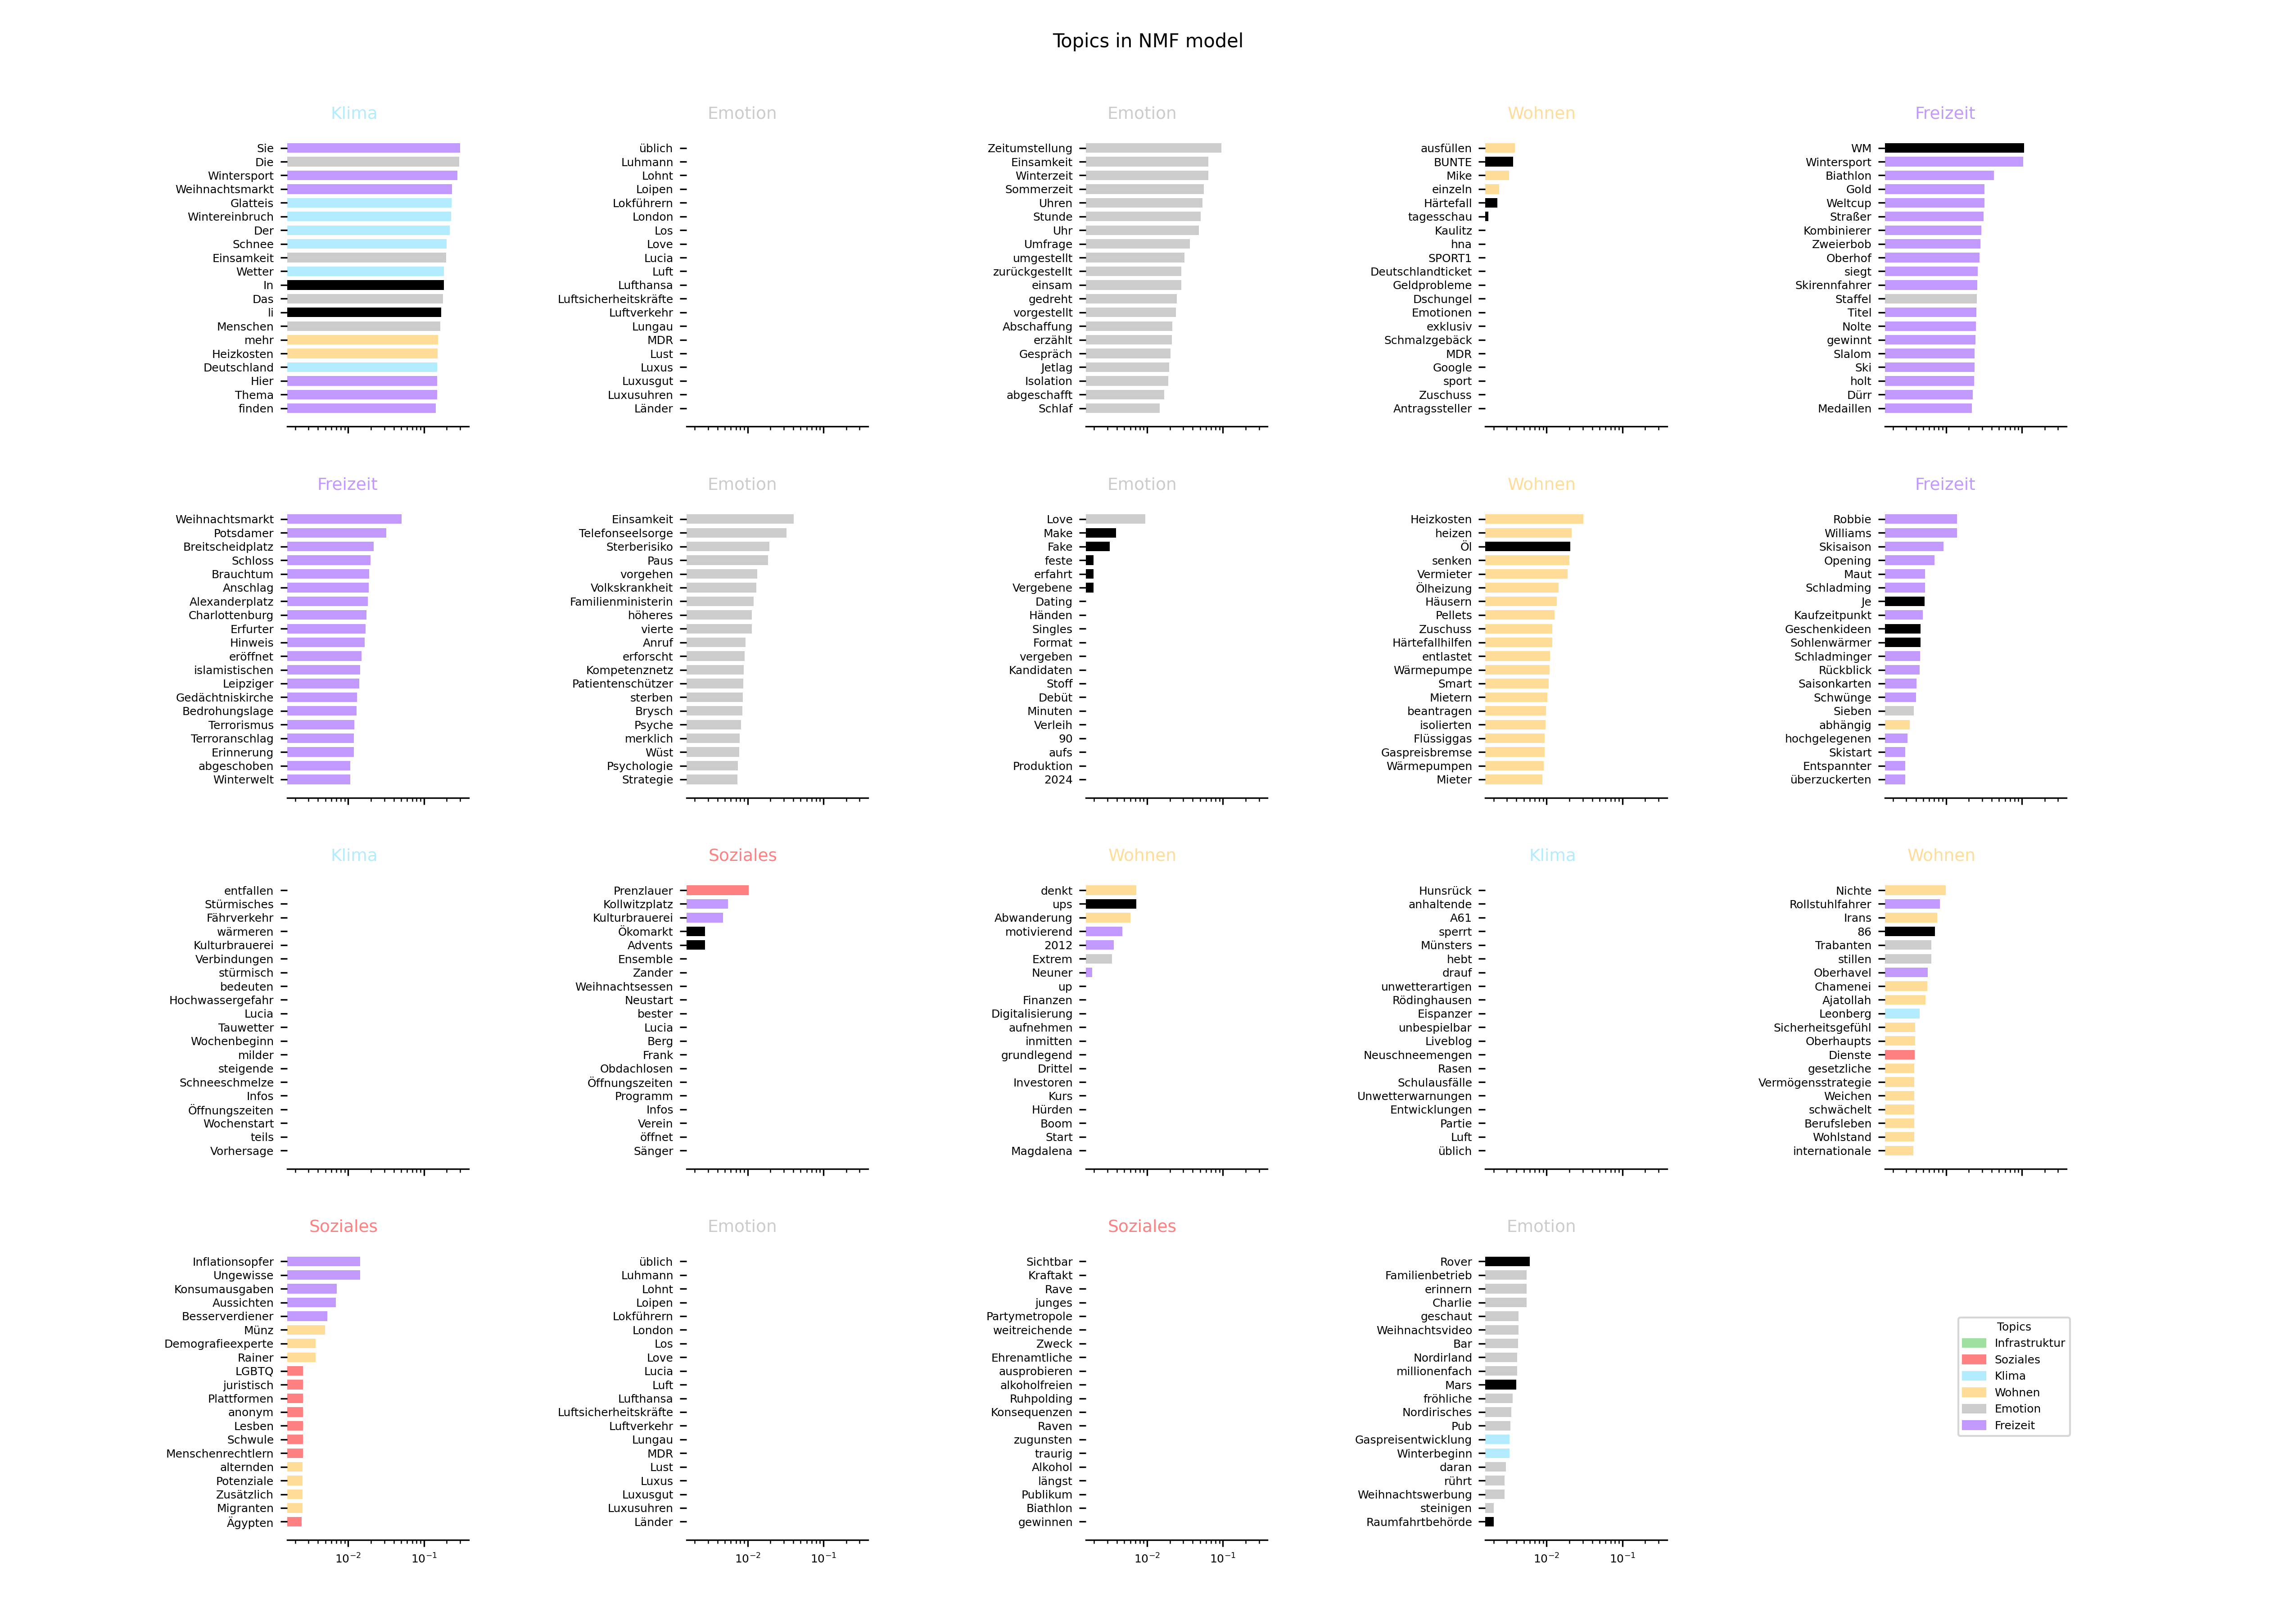 Topics in NMF model
Klima
Sie
Die
Wintersport
Weihnachtsmarkt
Glatteis
Wintereinbruch
Der
Schnee
Einsamkeit
Wetter
In
Das
li
Menschen
mehr
Heizkosten
Deutschland
Hier
Thema
finden
Emotion
üblich
Luhmann
Lohnt
Loipen
Lokführern
London
Los
Love
Lucia
Luft
Lufthansa
Luftsicherheitskräfte
Luftverkehr
Lungau
MDR
Lust
Luxus
Luxusgut
Luxusuhren
Länder
Emotion
Zeitumstellung
Einsamkeit
Winterzeit
Sommerzeit
Uhren
Stunde
Uhr
Umfrage
umgestellt
zurückgestellt
einsam
gedreht
vorgestellt
Abschaffung
erzählt
Gespräch
Jetlag
Isolation
abgeschafft
Schlaf
Wohnen
ausfüllen
BUNTE
Mike
einzeln
Härtefall
tagesschau
Kaulitz
hna
SPORT1
Deutschlandticket
Geldprobleme
Dschungel
Emotionen
exklusiv
Schmalzgebäck
MDR
Google
sport
Zuschuss
Antragssteller
Freizeit
WM
Wintersport
Biathlon
Gold
Weltcup
Straßer
Kombinierer
Zweierbob
Oberhof
siegt
Skirennfahrer
Staffel
Titel
Nolte
gewinnt
Slalom
Ski
holt
Dürr
Medaillen
Freizeit
Weihnachtsmarkt
Potsdamer
Breitscheidplatz
Schloss
Brauchtum
Anschlag
Alexanderplatz
Charlottenburg
Erfurter
Hinweis
eröffnet
islamistischen
Leipziger
Gedächtniskirche
Bedrohungslage
Terrorismus
Terroranschlag
Erinnerung
abgeschoben
Winterwelt
Emotion
Einsamkeit
Telefonseelsorge
Sterberisiko
Paus
vorgehen
Volkskrankheit
Familienministerin
höheres
vierte
Anruf
erforscht
Kompetenznetz
Patientenschützer
sterben
Brysch
Psyche
merklich
Wüst
Psychologie
Strategie
Emotion
Love
Make
Fake
feste
erfahrt
Vergebene
Dating
Händen
Singles
Format
vergeben
Kandidaten
Stoff
Debüt
Minuten
Verleih
90
aufs
Produktion
2024
Wohnen
Heizkosten
heizen
Öl
senken
Vermieter
Ölheizung
Häusern
Pellets
Zuschuss
Härtefallhilfen
entlastet
Wärmepumpe
Smart
Mietern
beantragen
isolierten
Flüssiggas
Gaspreisbremse
Wärmepumpen
Mieter
Freizeit
Robbie
Williams
Skisaison
Opening
Maut
Schladming
Je
Kaufzeitpunkt
Geschenkideen
Sohlenwärmer
Schladminger
Rückblick
Saisonkarten
Schwünge
Sieben
abhängig
hochgelegenen
Skistart
Entspannter
überzuckerten
Klima
entfallen
Stürmisches
Fährverkehr
wärmeren
Kulturbrauerei
Verbindungen
stürmisch
bedeuten
Hochwassergefahr
Lucia
Tauwetter
Wochenbeginn
milder
steigende
Schneeschmelze
Infos
Öffnungszeiten
Wochenstart
teils
Vorhersage
Soziales
Prenzlauer
Kollwitzplatz
Kulturbrauerei
Ökomarkt
Advents
Ensemble
Zander
Weihnachtsessen
Neustart
bester
Lucia
Berg
Frank
Obdachlosen
Öffnungszeiten
Programm
Infos
Verein
öffnet
Sänger
Wohnen
denkt
ups
Abwanderung
motivierend
2012
Extrem
Neuner
up
Finanzen
Digitalisierung
aufnehmen
inmitten
grundlegend
Drittel
Investoren
Kurs
Hürden
Boom
Start
Magdalena
Klima
Hunsrück
anhaltende
A61
sperrt
Münsters
hebt
drauf
unwetterartigen
Rödinghausen
Eispanzer
unbespielbar
Liveblog
Neuschneemengen
Rasen
Schulausfälle
Unwetterwarnungen
Entwicklungen
Partie
Luft
üblich
Wohnen
Nichte
Rollstuhlfahrer
Irans
86
Trabanten
stillen
Oberhavel
Chamenei
Ajatollah
Leonberg
Sicherheitsgefühl
Oberhaupts
Dienste
gesetzliche
Vermögensstrategie
Weichen
schwächelt
Berufsleben
Wohlstand
internationale
Soziales
Inflationsopfer
Ungewisse
Konsumausgaben
Aussichten
Besserverdiener
Münz
Demografieexperte
Rainer
LGBTQ
juristisch
Plattformen
anonym
Lesben
Schwule
Menschenrechtlern
alternden
Potenziale
Zusätzlich
Migranten
Ägypten
10⁻² 10⁻¹
Emotion
üblich
Luhmann
Lohnt
Loipen
Lokführern
London
Los
Love
Lucia
Luft
Lufthansa
Luftsicherheitskräfte
Luftverkehr
Lungau
MDR
Lust
Luxus
Luxusgut
Luxusuhren
Länder
10⁻² 10⁻¹
Soziales
Sichtbar
Kraftakt
Rave
junges
Partymetropole
weitreichende
Zweck
Ehrenamtliche
ausprobieren
alkoholfreien
Ruhpolding
Konsequenzen
Raven
zugunsten
traurig
Alkohol
längst
Publikum
Biathlon
gewinnen
10⁻² 10⁻¹
Emotion
Rover
Familienbetrieb
erinnern
Charlie
geschaut
Weihnachtsvideo
Bar
Nordirland
millionenfach
Mars
fröhliche
Nordirisches
Pub
Gaspreisentwicklung
Winterbeginn
daran
rührt
Weihnachtswerbung
steinigen
Raumfahrtbehörde
10⁻² 10⁻¹
Topics
Infrastruktur
Soziales
Klima
Wohnen
Emotion
Freizeit